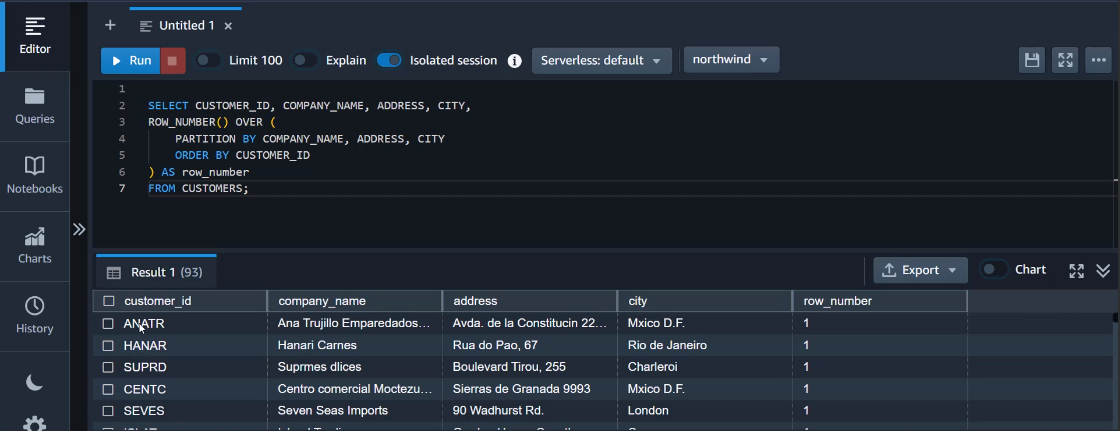 Editor
Queries
Notebooks
Charts
History
+ Untitled 1 ×
Run Limit 100 Explain Isolated session Serverless: default northwind
1
2 SELECT CUSTOMER_ID, COMPANY_NAME, ADDRESS, CITY,
3 ROW_NUMBER() OVER (
4 PARTITION BY COMPANY_NAME, ADDRESS, CITY
5 ORDER BY CUSTOMER_ID
6 ) AS row_number
7 FROM CUSTOMERS;
Result 1 (93) Export Chart
customer_id company_name address city row_number
ANATR Ana Trujillo Emparedados... Avda. de la Constitucin 22... Mxico D.F. 1
HANAR Hanari Carnes Rua do Pao, 67 Rio de Janeiro 1
SUPRD Suprmes dlices Boulevard Tirou, 255 Charleroi 1
CENTC Centro comercial Moctezu... Sierras de Granada 9993 Mxico D.F. 1
SEVES Seven Seas Imports 90 Wadhurst Rd. London 1